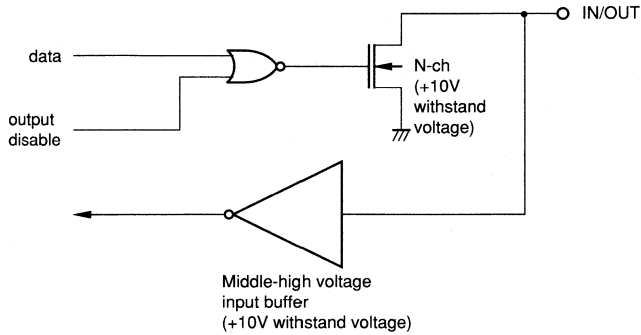 IN/OUT
data
N-ch
(+10V
withstand
voltage)
output
disable
Middle-high voltage
input buffer
(+10V withstand voltage)